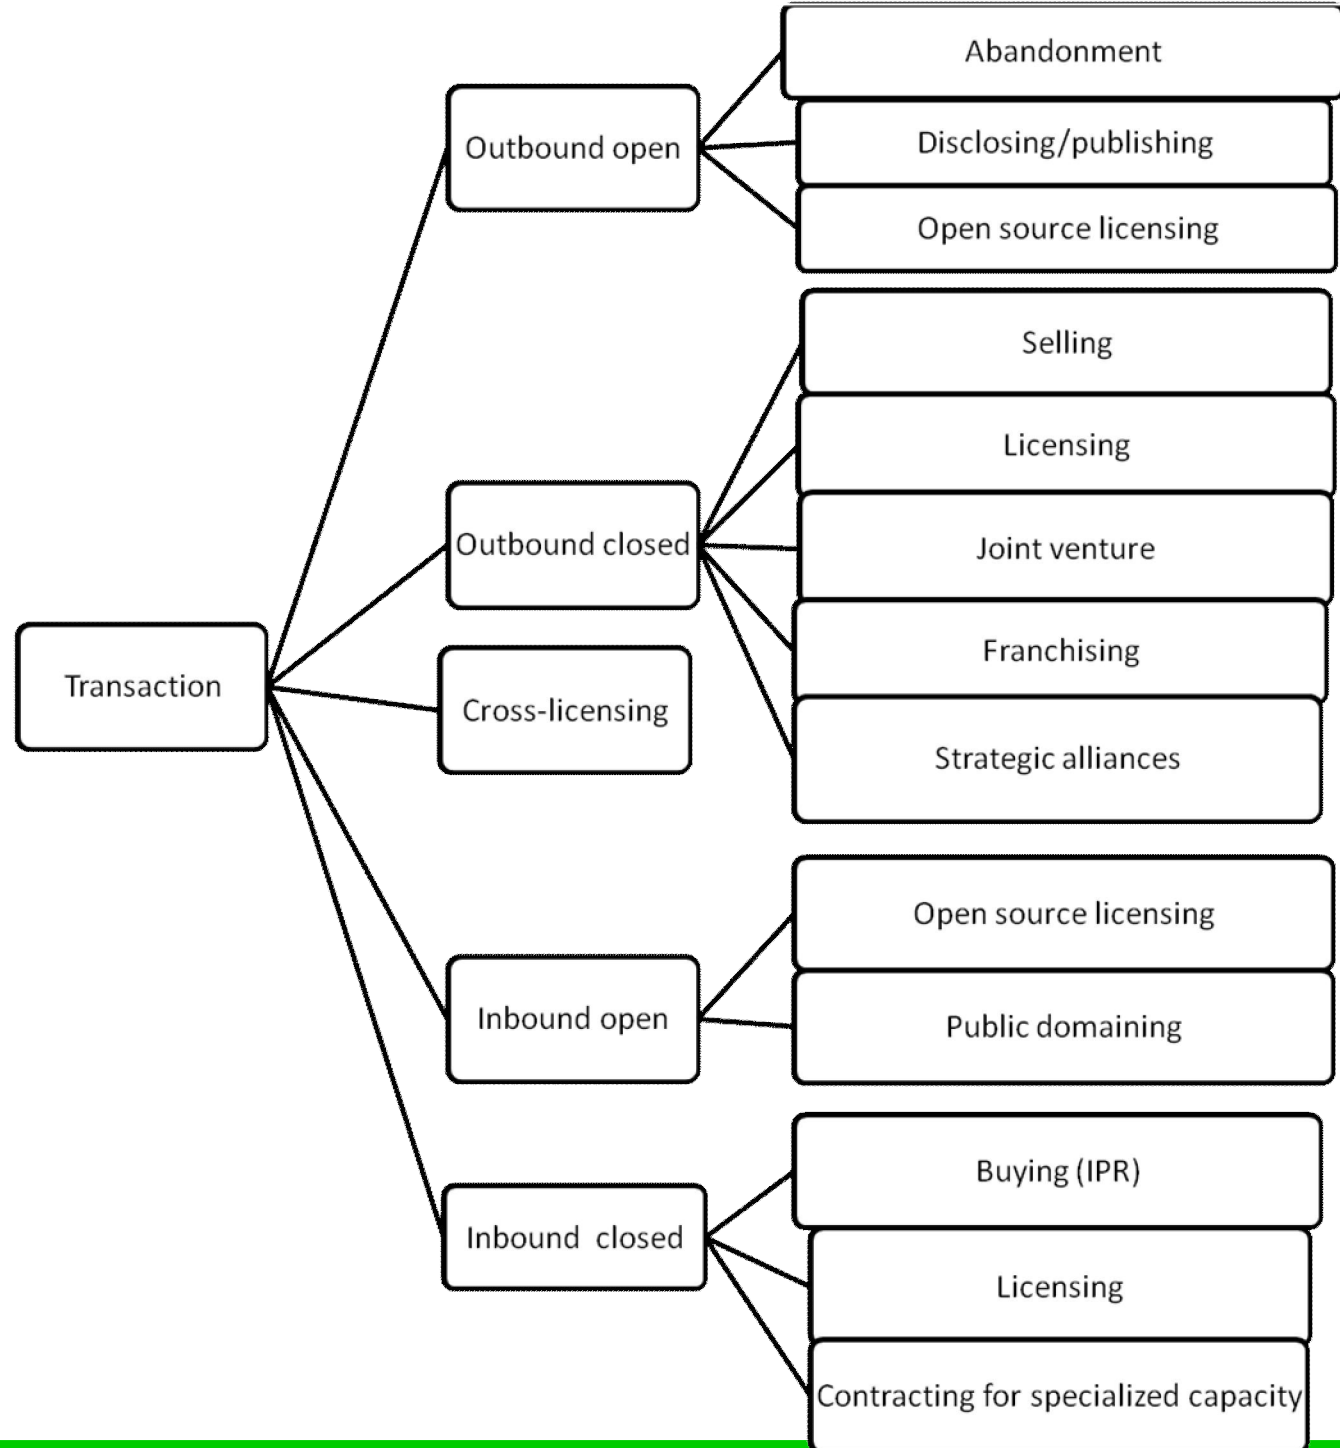 Abandonment
Outbound open
Disclosing/publishing
Open source licensing
Selling
Licensing
Outbound closed
Joint venture
Franchising
Transaction
Cross-licensing
Strategic alliances
Open source licensing
Inbound open
Public domaining
Buying (IPR)
Inbound closed
Licensing
Contracting for specialized capacity